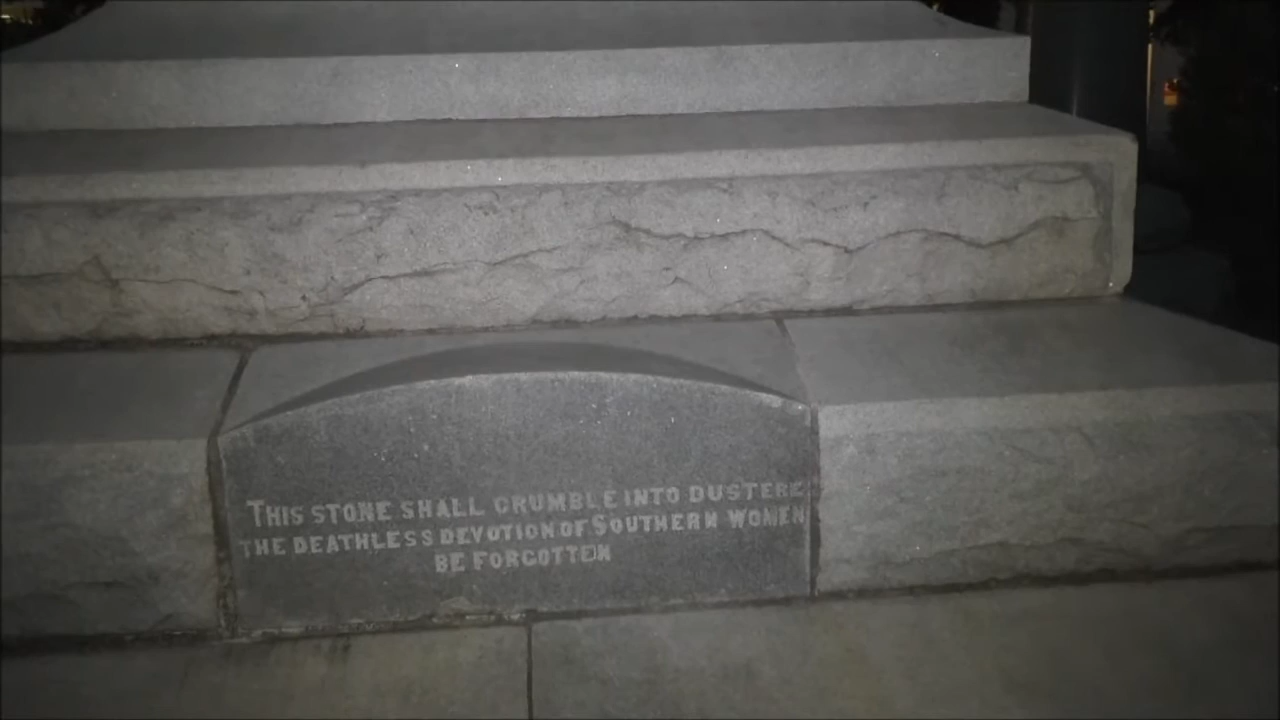 THIS STONE SHALL CRUMBLE INTO DUST ERE
THE DEATHLESS DEVOTION OF SOUTHERN WOMEN
BE FORGOTTEN